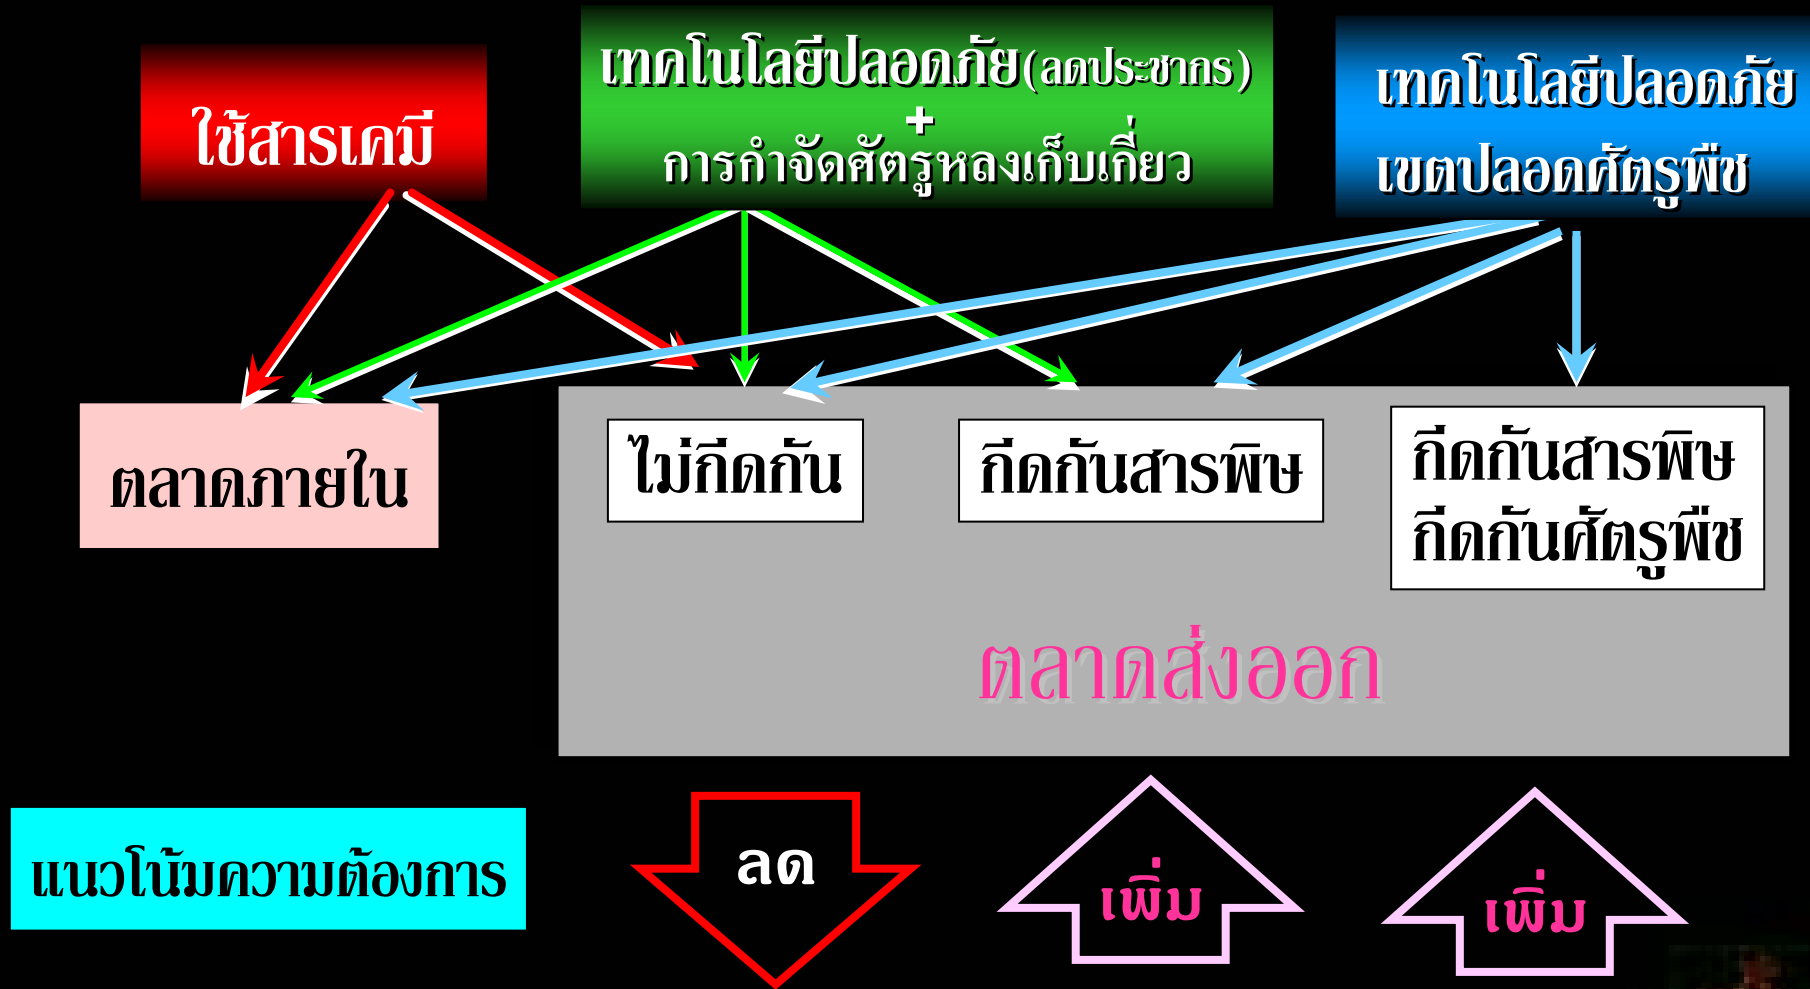 ใช้สารเคมี
เทคโนโลยีปลอดภัย(ลดประชากร)
+
การกำจัดศัตรูหลงเก็บเกี่ยว
เทคโนโลยีปลอดภัย
เขตปลอดศัตรูพืช
ตลาดภายใน
ไม่กีดกัน
กีดกันสารพิษ
กีดกันสารพิษ
กีดกันศัตรูพืช
ตลาดส่งออก
แนวโน้มความต้องการ
ลด
เพิ่ม
เพิ่ม